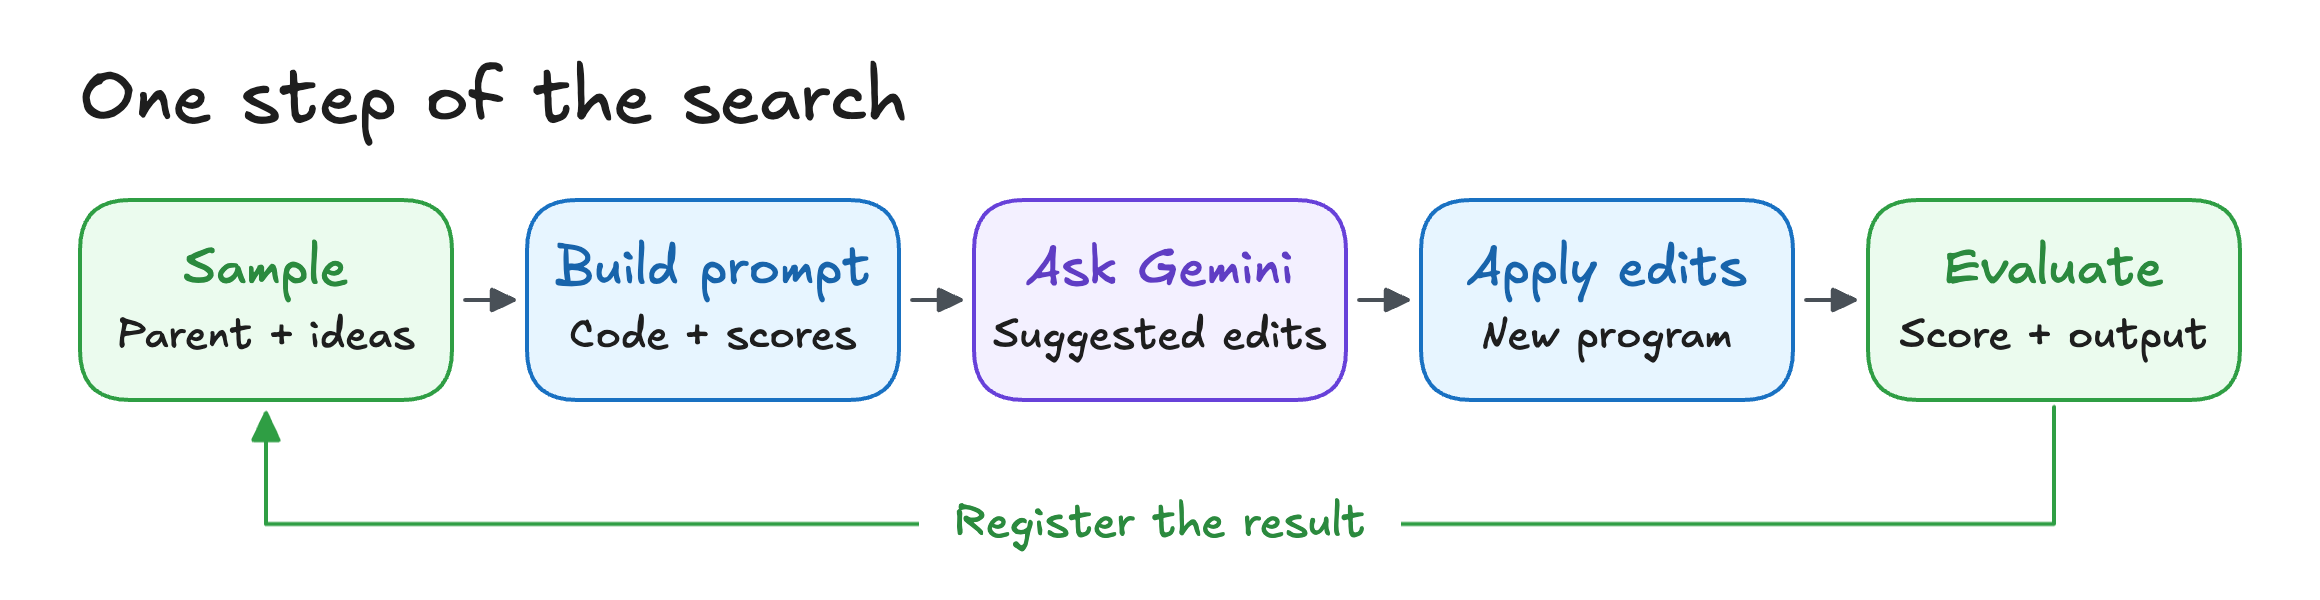 One step of the search
Sample
Parent + ideas
Build prompt
Code + scores
Ask Gemini
Suggested edits
Apply edits
New program
Evaluate
Score + output
Register the result